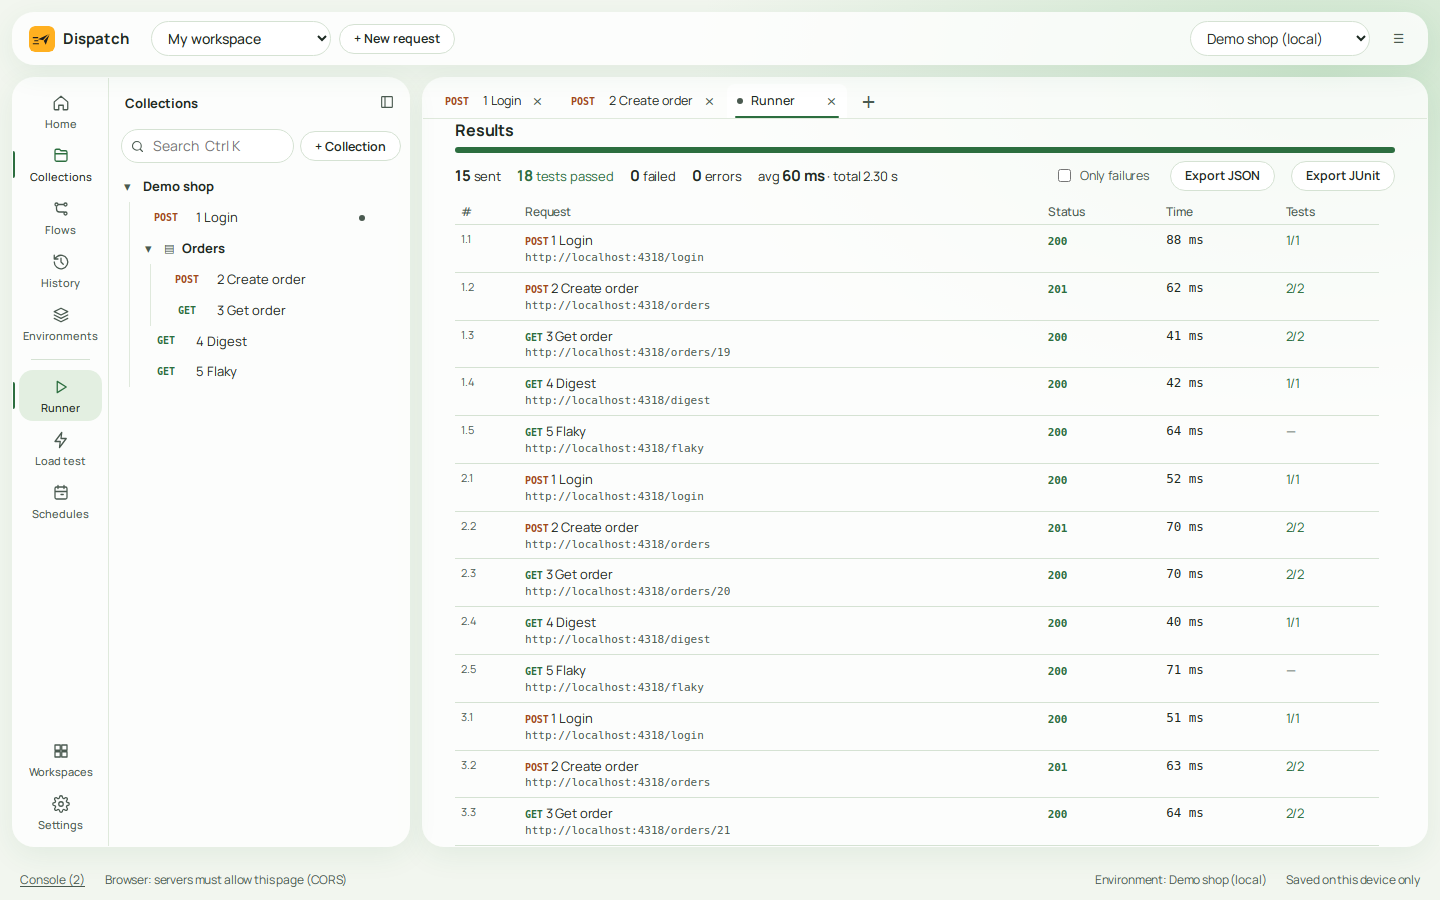 Dispatch
My workspace
+ New request
Demo shop (local)
Home
Collections
Flows
History
Environments
Runner
Load test
Schedules
Workspaces
Settings
Collections
Search Ctrl K
+ Collection
Demo shop
POST 1 Login
Orders
POST 2 Create order
GET 3 Get order
GET 4 Digest
GET 5 Flaky
POST 1 Login × POST 2 Create order × Runner × +
Results
15 sent 18 tests passed 0 failed 0 errors avg 60 ms · total 2.30 s
Only failures Export JSON Export JUnit
# Request Status Time Tests
1.1 POST 1 Login 200 88 ms 1/1
http://localhost:4318/login
1.2 POST 2 Create order 201 62 ms 2/2
http://localhost:4318/orders
1.3 GET 3 Get order 200 41 ms 2/2
http://localhost:4318/orders/19
1.4 GET 4 Digest 200 42 ms 1/1
http://localhost:4318/digest
1.5 GET 5 Flaky 200 64 ms —
http://localhost:4318/flaky
2.1 POST 1 Login 200 52 ms 1/1
http://localhost:4318/login
2.2 POST 2 Create order 201 70 ms 2/2
http://localhost:4318/orders
2.3 GET 3 Get order 200 70 ms 2/2
http://localhost:4318/orders/20
2.4 GET 4 Digest 200 40 ms 1/1
http://localhost:4318/digest
2.5 GET 5 Flaky 200 71 ms —
http://localhost:4318/flaky
3.1 POST 1 Login 200 51 ms 1/1
http://localhost:4318/login
3.2 POST 2 Create order 201 63 ms 2/2
http://localhost:4318/orders
3.3 GET 3 Get order 200 64 ms 2/2
http://localhost:4318/orders/21
Console (2) Browser: servers must allow this page (CORS)
Environment: Demo shop (local) Saved on this device only